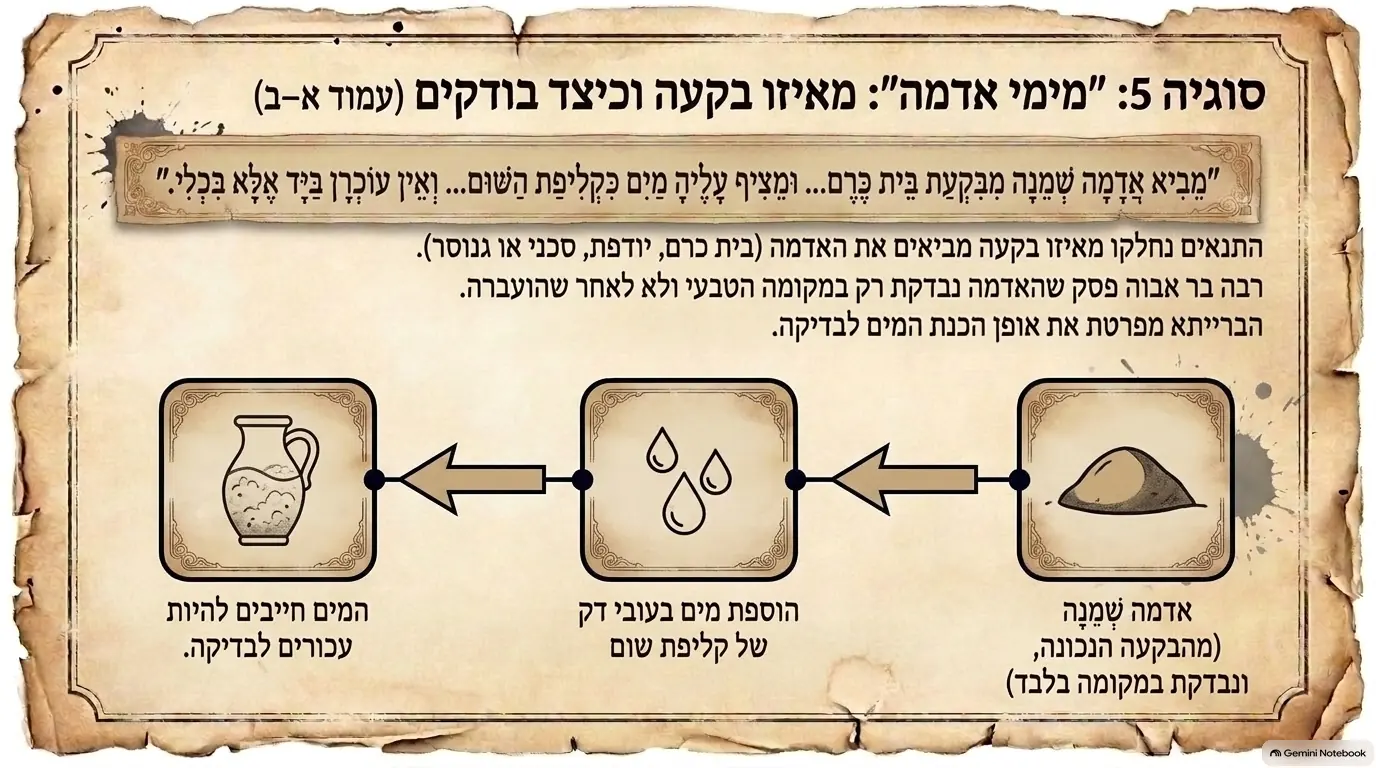 סוגיה 5: "מימי אדמה": מאיזו בקעה וכיצד בודקים (עמוד א–ב)
"מֵבִיא אֲדָמָה שְׁמֵנָה מִבִּקְעַת בֵּית כֶּרֶם... וּמֵצִיף עָלֶיהָ מַיִם כִּקְלִיפַת הַשּׁוּם... וְאֵין עוֹכְרָן בַּיָּד אֶלָּא בִּכְלִי."
התנאים נחלקו מאיזו בקעה מביאים את האדמה (בית כרם, יודפת, סכני או גנוסר).
רבה בר אבוה פסק שהאדמה נבדקת רק במקומה הטבעי ולא לאחר שהועברה.
הברייתא מפרטת את אופן הכנת המים לבדיקה.
אדמה שְׁמֵנָה
(מהבקעה הנכונה,
ונבדקת במקומה בלבד)
הוספת מים בעובי דק
של קליפת שום
המים חייבים להיות
עכורים לבדיקה.
Gemini Notebook